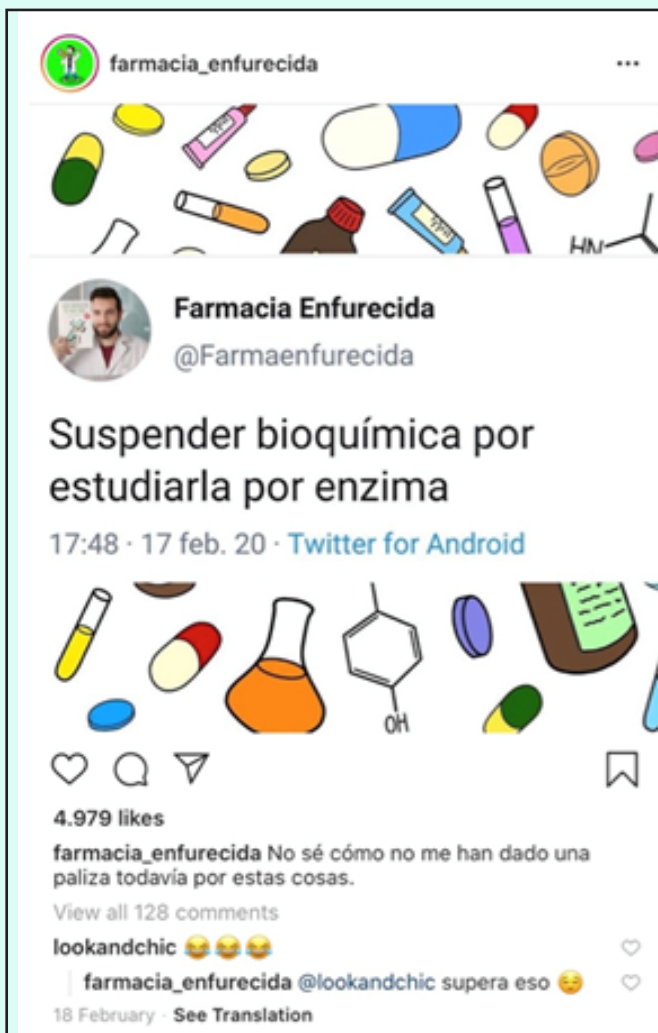 farmacia_enfurecida
HN
Farmacia Enfurecida
@Farmaenfurecida
Suspender bioquímica por
estudiarla por enzima
17:48 · 17 feb. 20 · Twitter for Android
OH
4.979 likes
farmacia_enfurecida No sé cómo no me han dado una
paliza todavía por estas cosas.
View all 128 comments
lookandchic 😂😂😂
farmacia_enfurecida @lookandchic supera eso 😌
18 February · See Translation